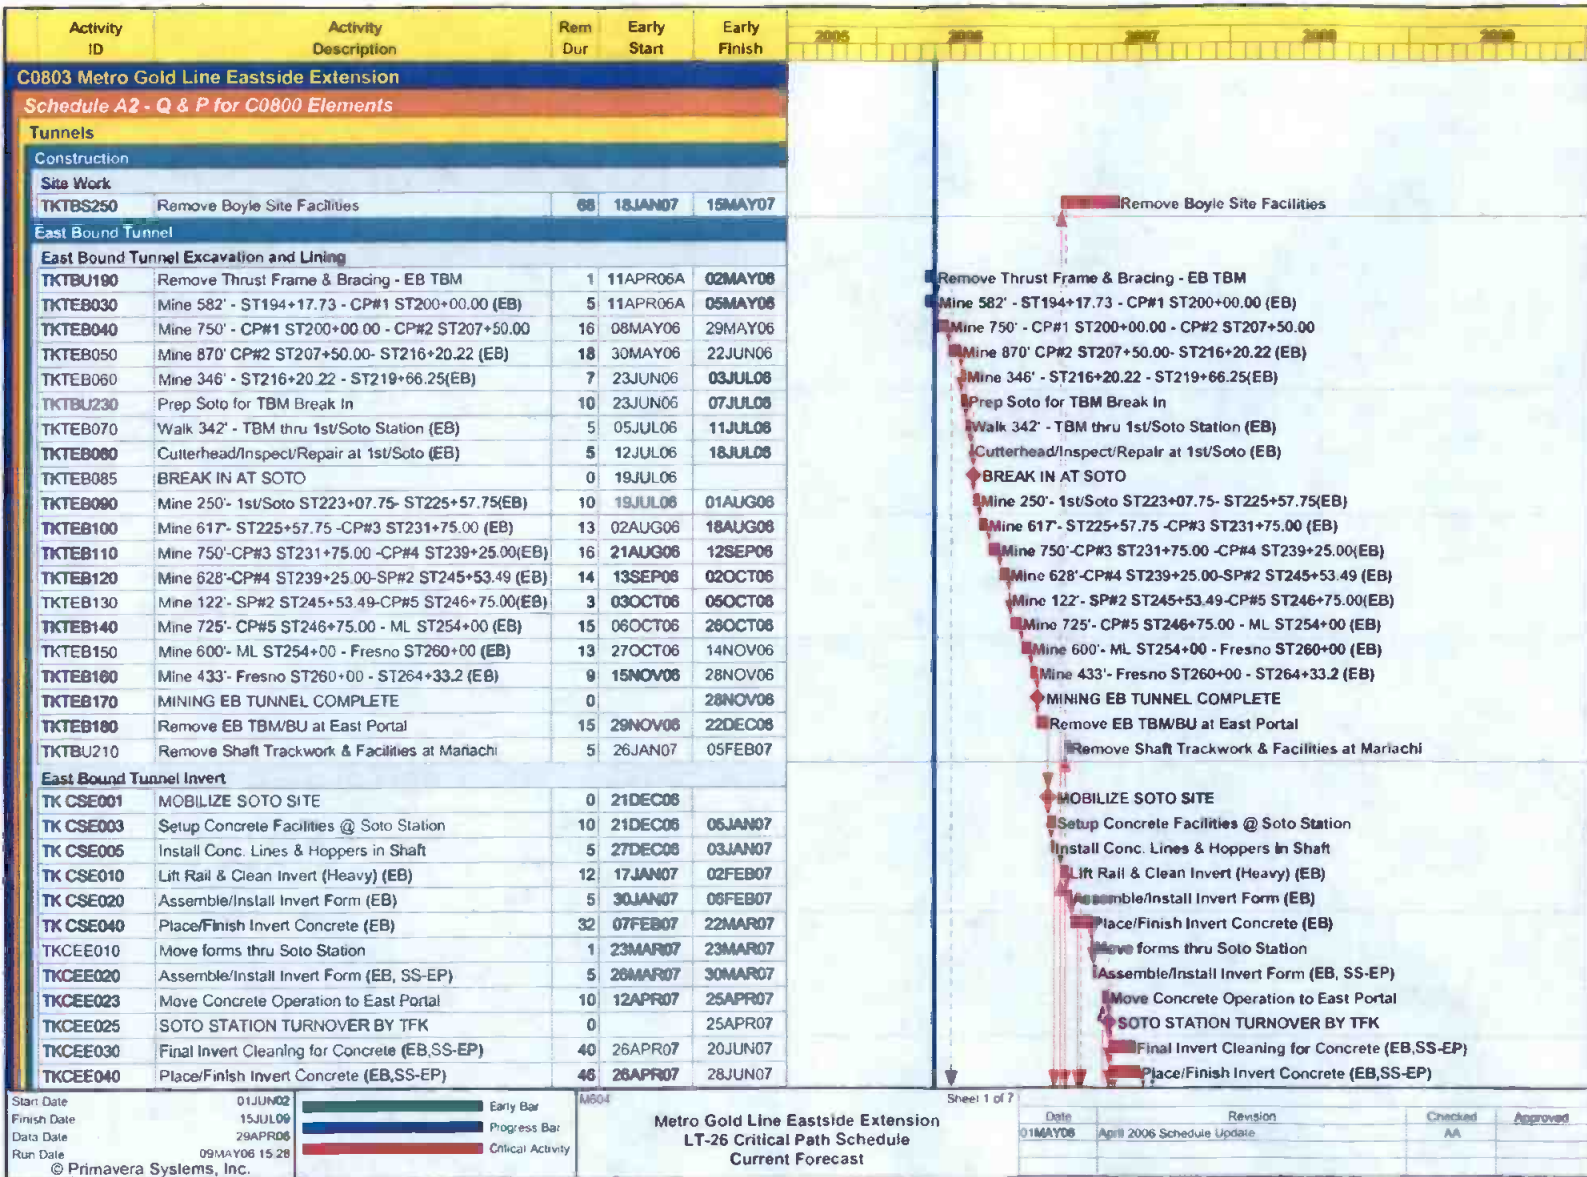 Activity ID Activity Description Rem Dur Early Start Early Finish 2005 2006 2007 2008 2009
C0803 Metro Gold Line Eastside Extension
Schedule A2 - Q & P for C0800 Elements
Tunnels
Construction
Site Work
TKTBS250 Remove Boyle Site Facilities 68 18JAN07 15MAY07 Remove Boyle Site Facilities
East Bound Tunnel
East Bound Tunnel Excavation and Lining
TKTBU190 Remove Thrust Frame & Bracing - EB TBM 1 11APR06A 02MAY06 Remove Thrust Frame & Bracing - EB TBM
TKTEB030 Mine 582' - ST194+17.73 - CP#1 ST200+00.00 (EB) 5 11APR06A 05MAY06 Mine 582' - ST194+17.73 - CP#1 ST200+00.00 (EB)
TKTEB040 Mine 750' - CP#1 ST200+00.00 - CP#2 ST207+50.00 16 08MAY06 29MAY06 Mine 750' - CP#1 ST200+00.00 - CP#2 ST207+50.00
TKTEB050 Mine 870' CP#2 ST207+50.00- ST216+20.22 (EB) 18 30MAY06 22JUN06 Mine 870' CP#2 ST207+50.00- ST216+20.22 (EB)
TKTEB060 Mine 346' - ST216+20.22 - ST219+66.25(EB) 7 23JUN06 03JUL06 Mine 346' - ST216+20.22 - ST219+66.25(EB)
TKTBU230 Prep Soto for TBM Break In 10 23JUN06 07JUL06 Prep Soto for TBM Break In
TKTEB070 Walk 342' - TBM thru 1st/Soto Station (EB) 5 05JUL06 11JUL06 Walk 342' - TBM thru 1st/Soto Station (EB)
TKTEB080 Cutterhead/Inspect/Repair at 1st/Soto (EB) 5 12JUL06 18JUL06 Cutterhead/Inspect/Repair at 1st/Soto (EB)
TKTEB085 BREAK IN AT SOTO 0 19JUL06 BREAK IN AT SOTO
TKTEB090 Mine 250'- 1st/Soto ST223+07.75- ST225+57.75(EB) 10 19JUL06 01AUG06 Mine 250'- 1st/Soto ST223+07.75- ST225+57.75(EB)
TKTEB100 Mine 617'- ST225+57.75 -CP#3 ST231+75.00 (EB) 13 02AUG06 18AUG06 Mine 617'- ST225+57.75 -CP#3 ST231+75.00 (EB)
TKTEB110 Mine 750'-CP#3 ST231+75.00 -CP#4 ST239+25.00(EB) 16 21AUG06 12SEP06 Mine 750'-CP#3 ST231+75.00 -CP#4 ST239+25.00(EB)
TKTEB120 Mine 628'-CP#4 ST239+25.00-SP#2 ST245+53.49 (EB) 14 13SEP06 02OCT06 Mine 628'-CP#4 ST239+25.00-SP#2 ST245+53.49 (EB)
TKTEB130 Mine 122'- SP#2 ST245+53.49-CP#5 ST246+75.00(EB) 3 03OCT06 05OCT06 Mine 122'- SP#2 ST245+53.49-CP#5 ST246+75.00(EB)
TKTEB140 Mine 725'- CP#5 ST246+75.00 - ML ST254+00 (EB) 15 06OCT06 26OCT06 Mine 725'- CP#5 ST246+75.00 - ML ST254+00 (EB)
TKTEB150 Mine 600'- ML ST254+00 - Fresno ST260+00 (EB) 13 27OCT06 14NOV06 Mine 600'- ML ST254+00 - Fresno ST260+00 (EB)
TKTEB160 Mine 433'- Fresno ST260+00 - ST264+33.2 (EB) 9 15NOV06 28NOV06 Mine 433'- Fresno ST260+00 - ST264+33.2 (EB)
TKTEB170 MINING EB TUNNEL COMPLETE 0 28NOV06 MINING EB TUNNEL COMPLETE
TKTEB180 Remove EB TBM/BU at East Portal 15 29NOV06 22DEC06 Remove EB TBM/BU at East Portal
TKTBU210 Remove Shaft Trackwork & Facilities at Mariachi 5 26JAN07 05FEB07 Remove Shaft Trackwork & Facilities at Mariachi
East Bound Tunnel Invert
TK CSE001 MOBILIZE SOTO SITE 0 21DEC06 MOBILIZE SOTO SITE
TK CSE003 Setup Concrete Facilities @ Soto Station 10 21DEC06 05JAN07 Setup Concrete Facilities @ Soto Station
TK CSE005 Install Conc. Lines & Hoppers in Shaft 5 27DEC06 03JAN07 Install Conc. Lines & Hoppers in Shaft
TK CSE010 Lift Rail & Clean Invert (Heavy) (EB) 12 17JAN07 02FEB07 Lift Rail & Clean Invert (Heavy) (EB)
TK CSE020 Assemble/Install Invert Form (EB) 5 30JAN07 06FEB07 Assemble/Install Invert Form (EB)
TK CSE040 Place/Finish Invert Concrete (EB) 32 07FEB07 22MAR07 Place/Finish Invert Concrete (EB)
TKCEE010 Move forms thru Soto Station 1 23MAR07 23MAR07 Move forms thru Soto Station
TKCEE020 Assemble/Install Invert Form (EB, SS-EP) 5 26MAR07 30MAR07 Assemble/Install Invert Form (EB, SS-EP)
TKCEE023 Move Concrete Operation to East Portal 10 12APR07 25APR07 Move Concrete Operation to East Portal
TKCEE025 SOTO STATION TURNOVER BY TFK 0 25APR07 SOTO STATION TURNOVER BY TFK
TKCEE030 Final Invert Cleaning for Concrete (EB,SS-EP) 40 26APR07 20JUN07 Final Invert Cleaning for Concrete (EB,SS-EP)
TKCEE040 Place/Finish Invert Concrete (EB,SS-EP) 46 26APR07 28JUN07 Place/Finish Invert Concrete (EB,SS-EP)
Start Date 01JUN02
Finish Date 15JUL09
Data Date 29APR06
Run Date 09MAY06 15:28
© Primavera Systems, Inc.
Early Bar
Progress Bar
Critical Activity
M604
Sheet 1 of 7
Metro Gold Line Eastside Extension
LT-26 Critical Path Schedule
Current Forecast
Date Revision Checked Approved
01MAY06 April 2006 Schedule Update AA